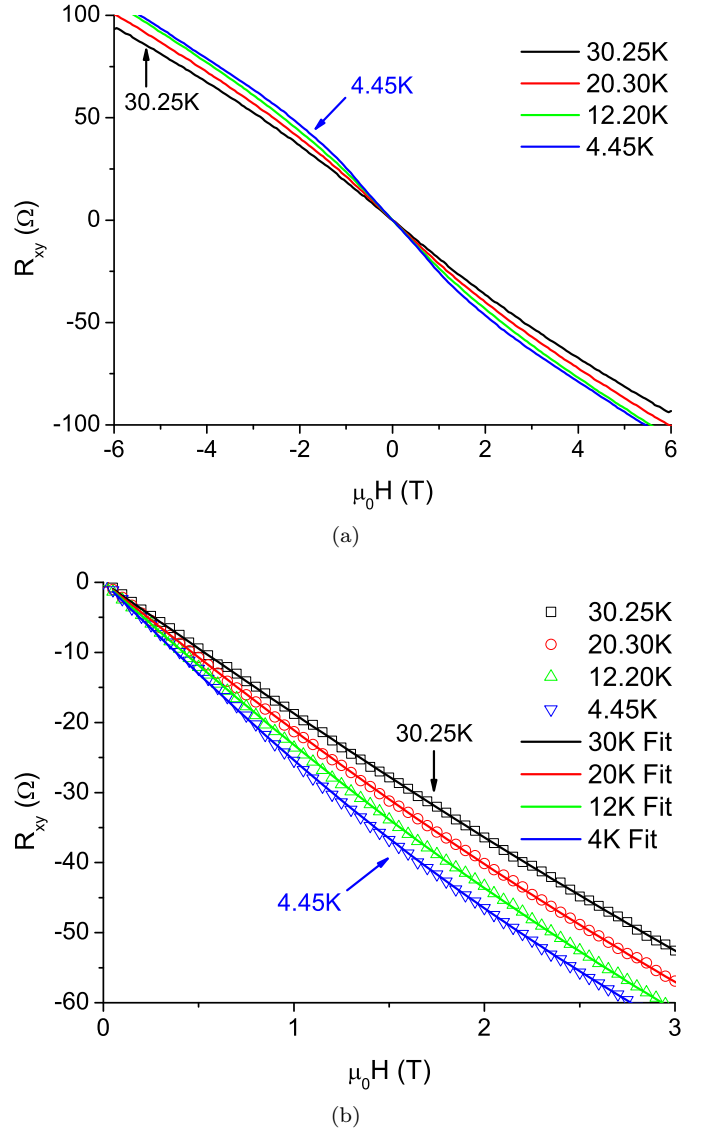 100
50
0
-50
-100
-6
-4
-2
0
2
4
6
R_xy (Ω)
μ₀H (T)
30.25K
4.45K
30.25K
20.30K
12.20K
4.45K
(a)
0
-10
-20
-30
-40
-50
-60
0
1
2
3
R_xy (Ω)
μ₀H (T)
30.25K
4.45K
30.25K
20.30K
12.20K
4.45K
30K Fit
20K Fit
12K Fit
4K Fit
(b)